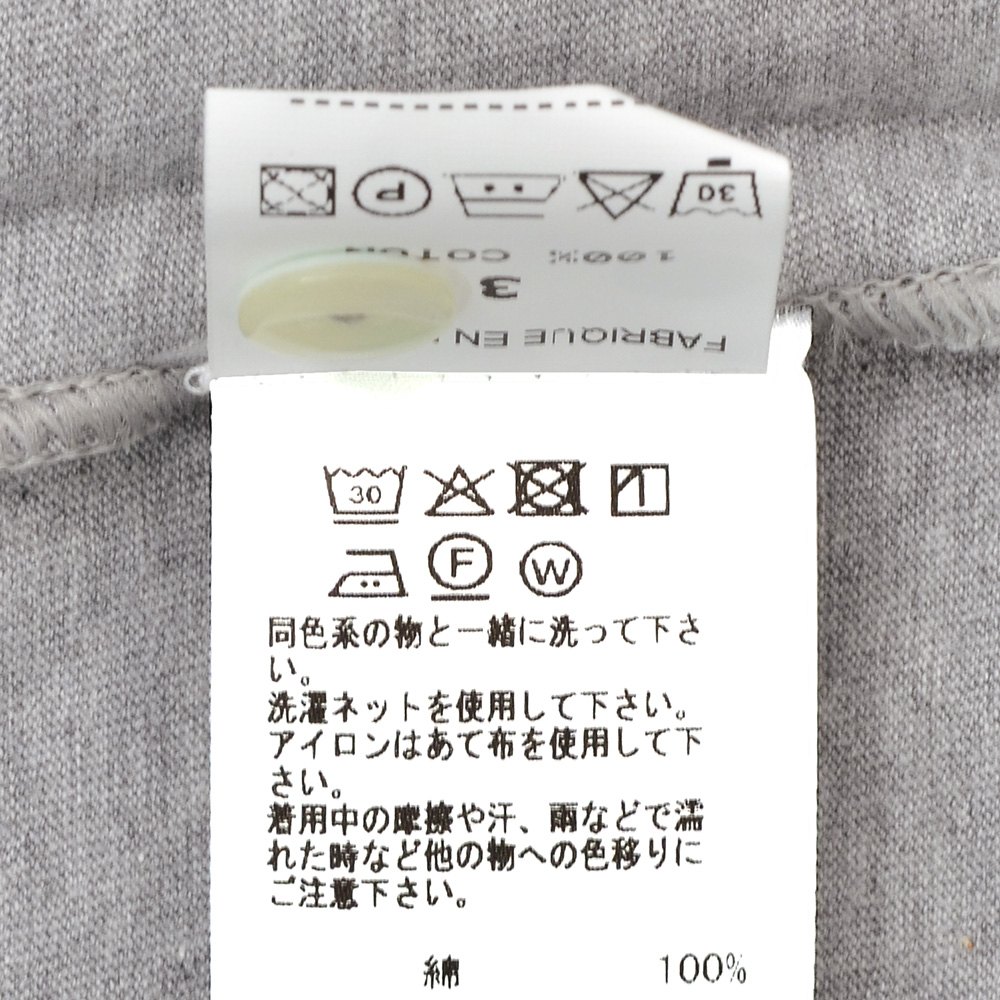 P
30
100% COTON
3
FABRIQUE EN
30
F
W
同色系の物と一緒に洗って下さ
い。
洗濯ネットを使用して下さい。
アイロンはあて布を使用して下
さい。
着用中の摩擦や汗、雨などで濡
れた時など他の物への色移りに
ご注意下さい。
綿 100%